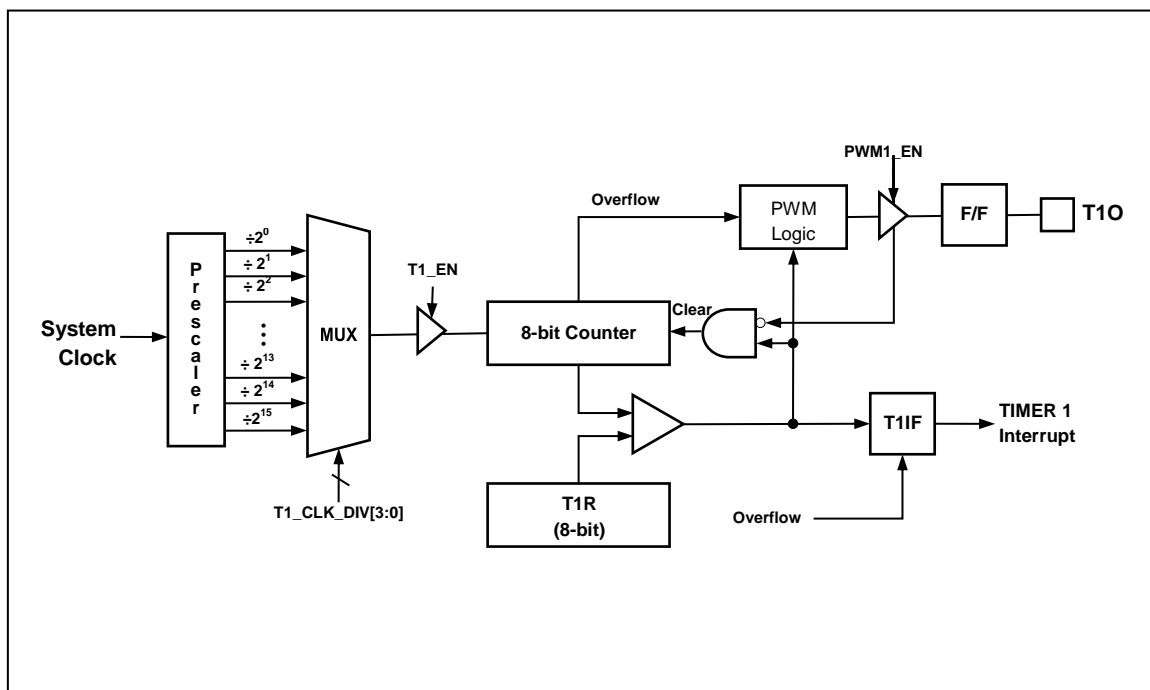 PWM1_EN
Overflow
PWM
Logic
F/F
T1O
÷2⁰
÷ 2¹
÷ 2²
T1_EN
Prescaler
Clear
System
Clock
MUX
8-bit Counter
÷ 2¹³
÷ 2¹⁴
÷2¹⁵
T1IF
TIMER 1
Interrupt
T1R
(8-bit)
T1_CLK_DIV[3:0]
Overflow